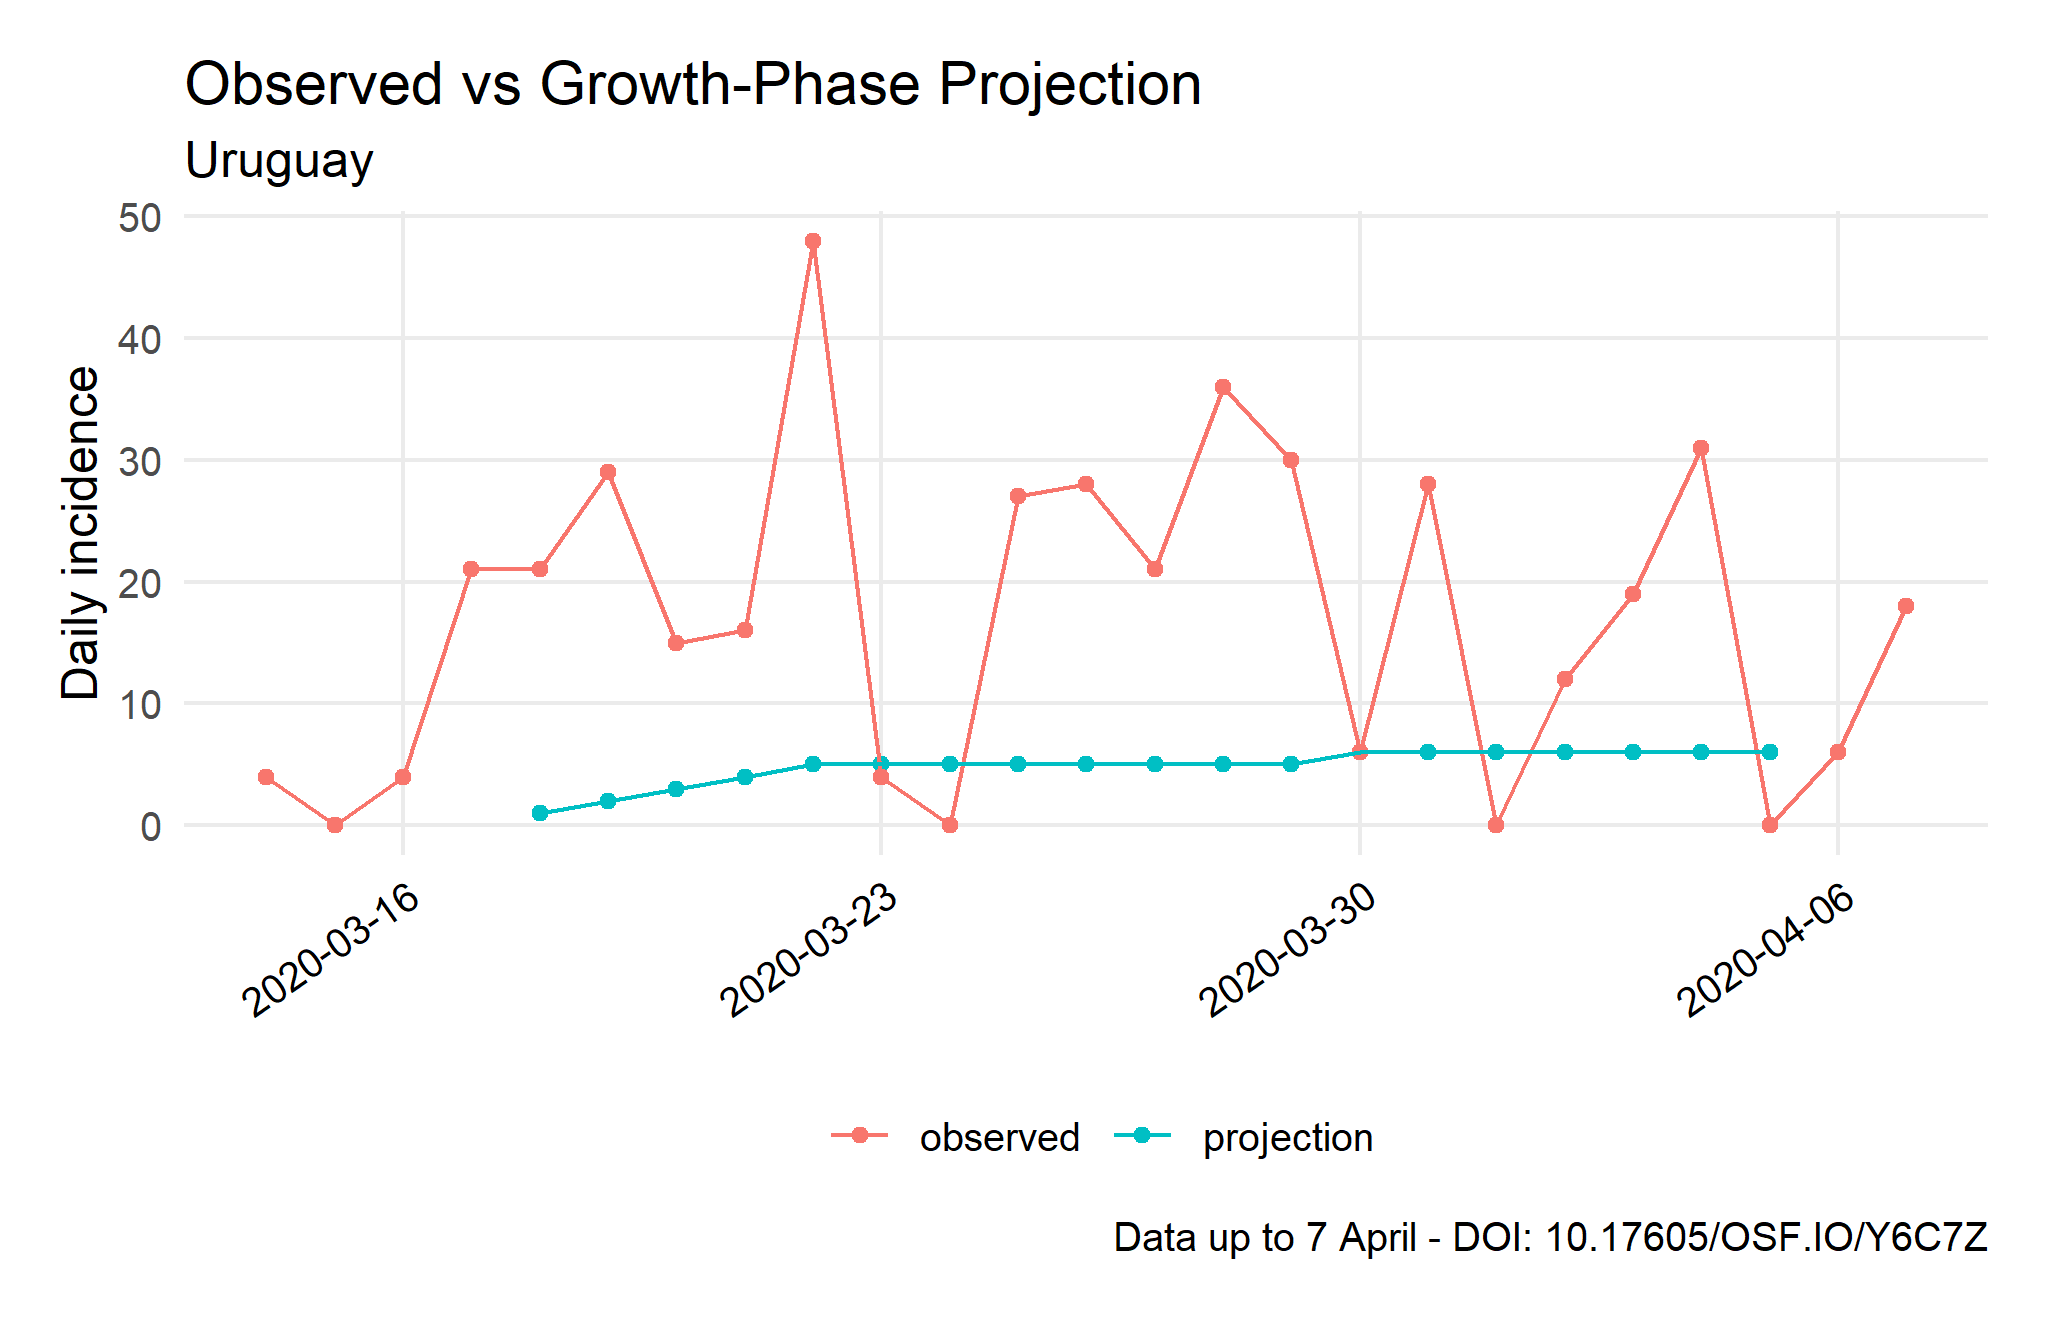 Observed vs Growth-Phase Projection
Uruguay
Daily incidence
50
40
30
20
10
0
2020-03-16
2020-03-23
2020-03-30
2020-04-06
observed
projection
Data up to 7 April - DOI: 10.17605/OSF.IO/Y6C7Z